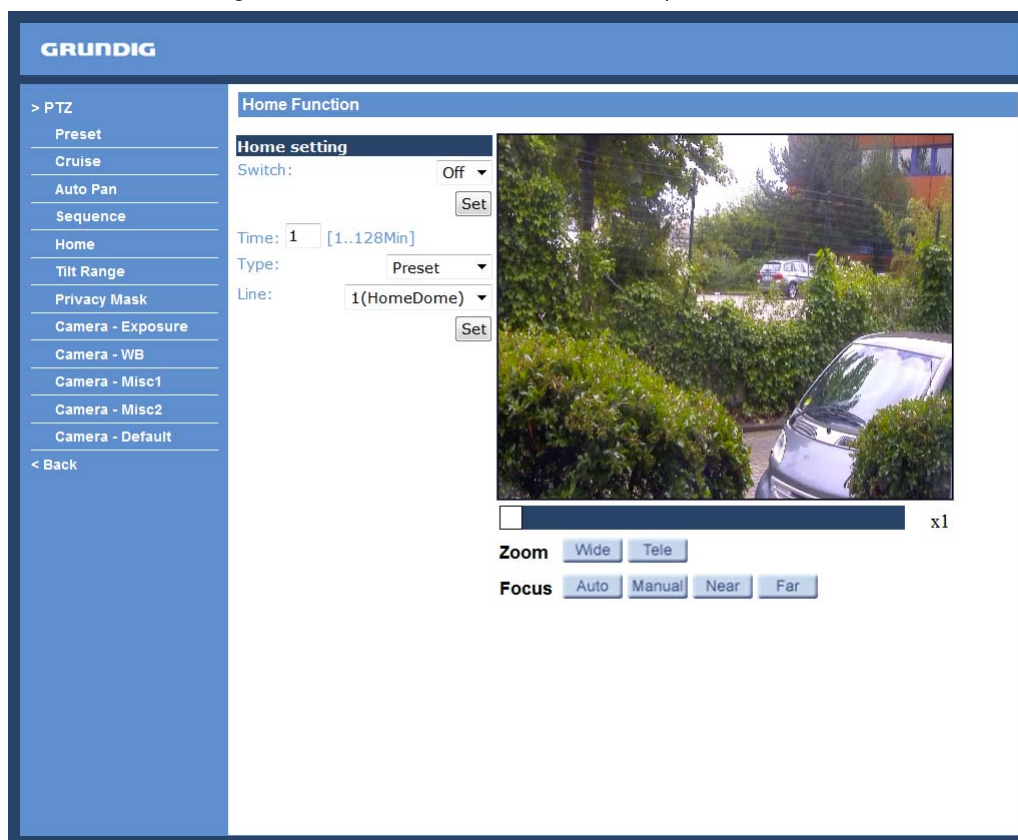 GRUNDIG
> PTZ
Preset
Cruise
Auto Pan
Sequence
Home
Tilt Range
Privacy Mask
Camera - Exposure
Camera - WB
Camera - Misc1
Camera - Misc2
Camera - Default
< Back
Home Function
Home setting
Switch: Off
Set
Time: 1 [1..128Min]
Type: Preset
Line: 1(HomeDome)
Set
x1
Zoom Wide Tele
Focus Auto Manual Near Far